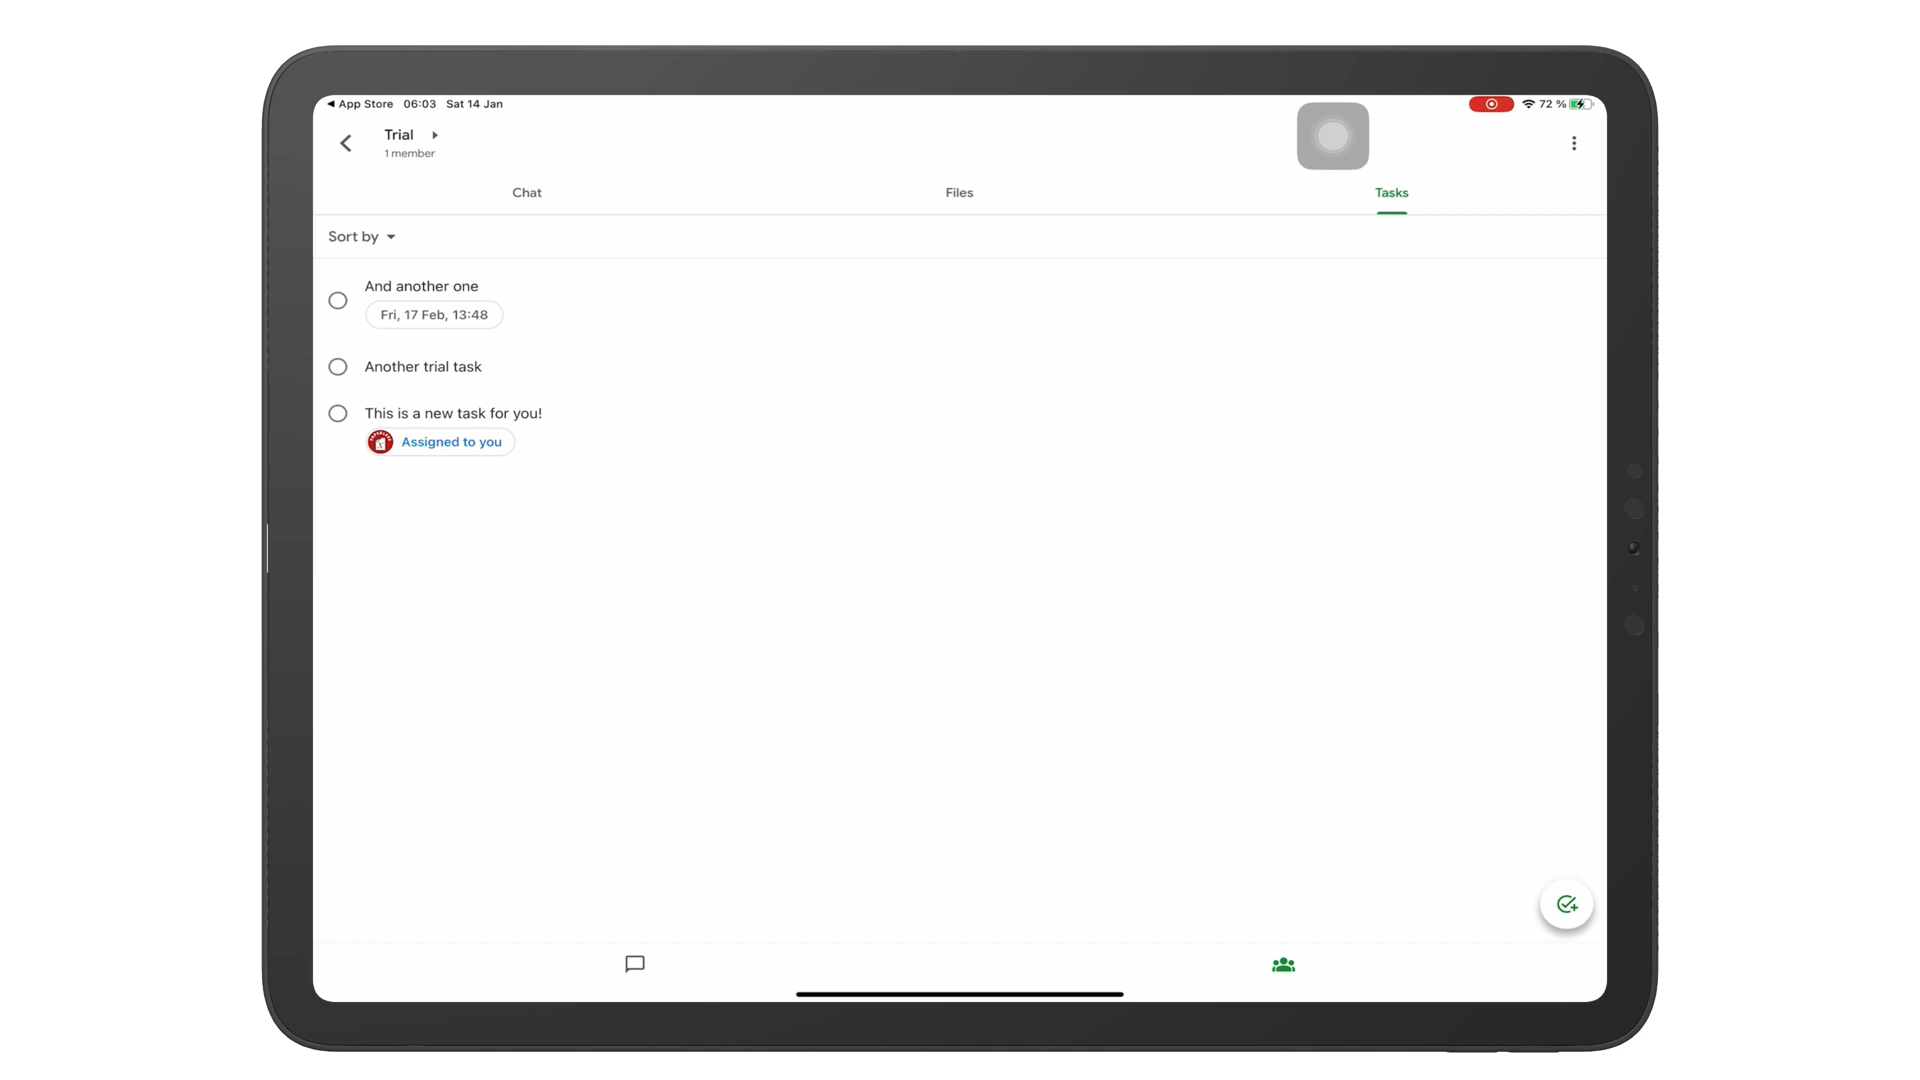 App Store 06:03 Sat 14 Jan
72 %
Trial
1 member
Chat
Files
Tasks
Sort by
And another one
Fri, 17 Feb, 13:48
Another trial task
This is a new task for you!
Assigned to you